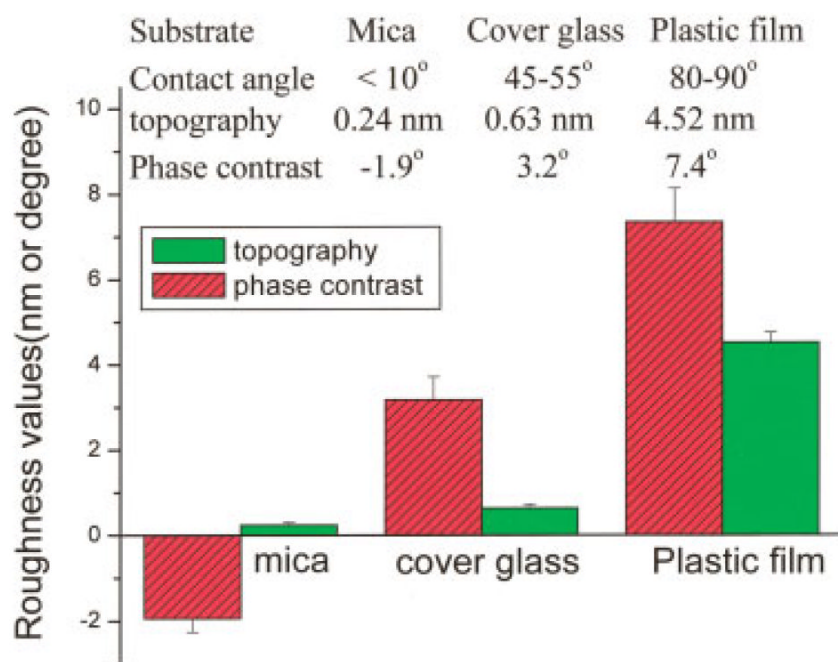 Substrate Mica Cover glass Plastic film
Contact angle < 10° 45-55° 80-90°
topography 0.24 nm 0.63 nm 4.52 nm
Phase contrast -1.9° 3.2° 7.4°
topography
phase contrast
Roughness values(nm or degree)
10
8
6
4
2
0
-2
mica cover glass Plastic film